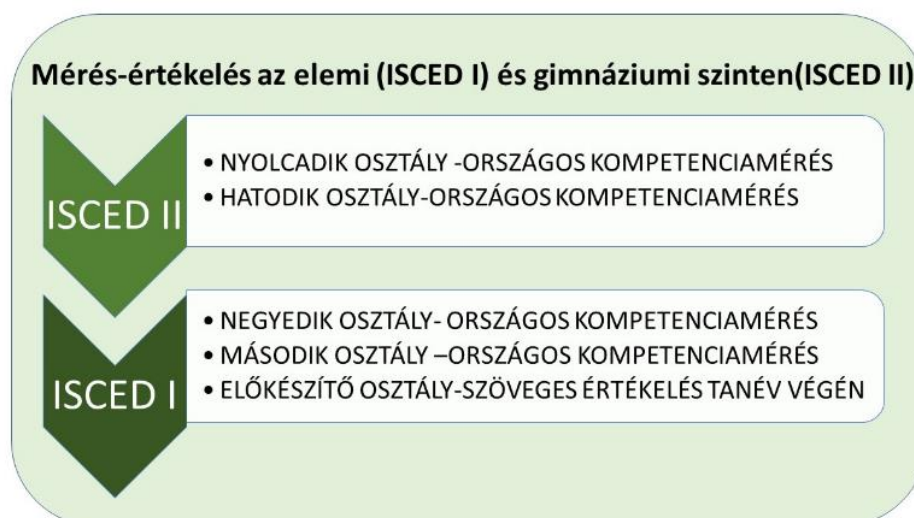 Mérés-értékelés az elemi (ISCED I) és gimnáziumi szinten(ISCED II)
ISCED II
• NYOLCADIK OSZTÁLY -ORSZÁGOS KOMPETENCIAMÉRÉS
• HATODIK OSZTÁLY-ORSZÁGOS KOMPETENCIAMÉRÉS
ISCED I
• NEGYEDIK OSZTÁLY- ORSZÁGOS KOMPETENCIAMÉRÉS
• MÁSODIK OSZTÁLY –ORSZÁGOS KOMPETENCIAMÉRÉS
• ELŐKÉSZÍTŐ OSZTÁLY-SZÖVEGES ÉRTÉKELÉS TANÉV VÉGÉN